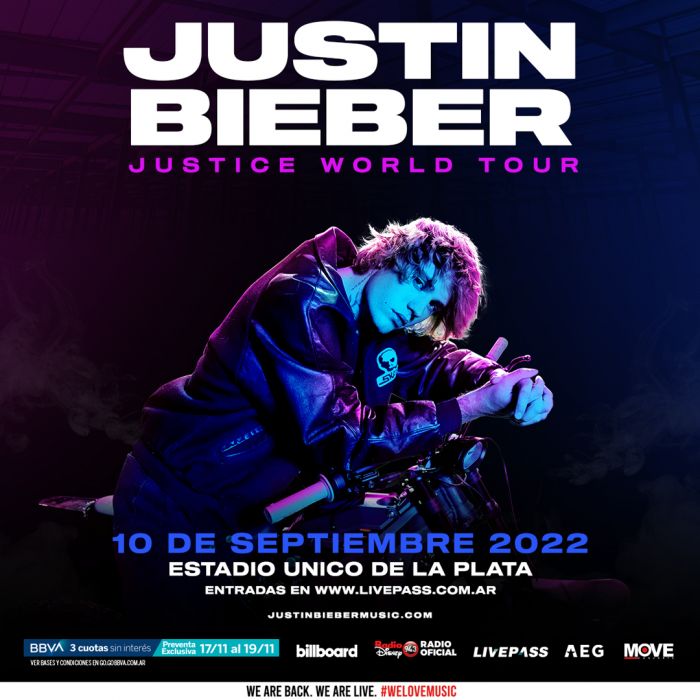 JUSTIN
BIEBER
JUSTICE WORLD TOUR
10 DE SEPTIEMBRE 2022
ESTADIO UNICO DE LA PLATA
ENTRADAS EN WWW.LIVEPASS.COM.AR
JUSTINBIEBERMUSIC.COM
BBVA 3 cuotas sin interés Preventa Exclusiva 17/11 al 19/11
VER BASES Y CONDICIONES EN GO.GOBBVA.COM.AR
billboard
Radio Disney 94.3 RADIO OFICIAL
LIVEPASS
AEG
MOVE
WE ARE BACK. WE ARE LIVE. #WELOVEMUSIC